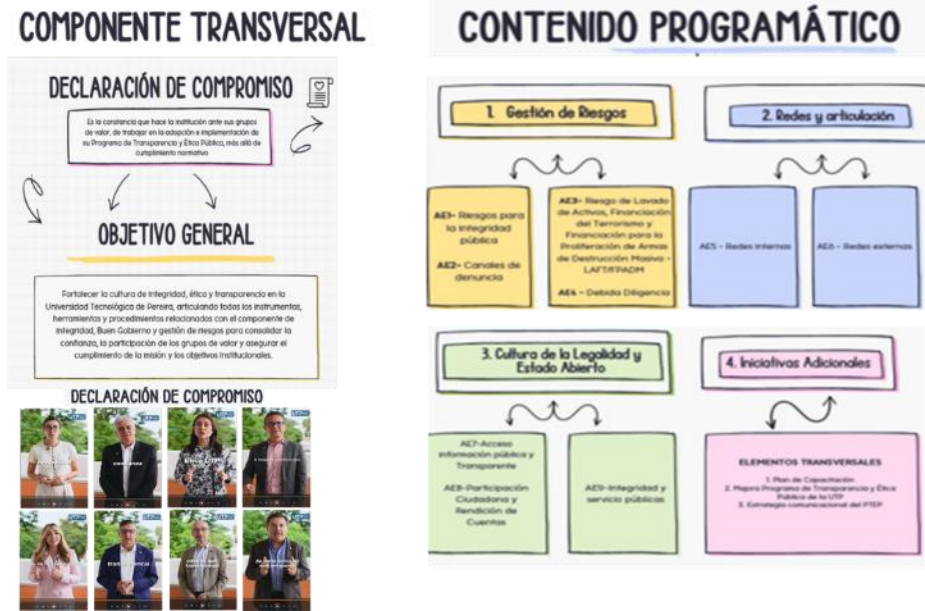 COMPONENTE TRANSVERSAL
DECLARACIÓN DE COMPROMISO
Es la constancia que hace la institución ante sus grupos
de valor, de trabajar en la adopción e implementación de
su Programa de Transparencia y Ética Pública, más allá de
cumplimiento normativo
OBJETIVO GENERAL
Fortalecer la cultura de integridad, ética y transparencia en la
Universidad Tecnológica de Pereira, articulando todas los instrumentos,
herramientas y procedimientos relacionados con el componente de
Integridad, Buen Gobierno y gestión de riesgos para consolidar la
confianza, la participación de los grupos de valor y asegurar el
cumplimiento de la misión y los objetivos institucionales.
DECLARACIÓN DE COMPROMISO
CONTENIDO PROGRAMÁTICO
1. Gestión de Riesgos
AE1- Riesgos para
la integridad
pública
AE2- Canales de
denuncia
AE3- Riesgo de Lavado
de Activos, Financiación
del Terrorismo y
Financiación para la
Proliferación de Armas
de Destrucción Masiva -
LAFT/FPADM
AE4 - Debida Diligencia
2. Redes y articulación
AE5 - Redes internas
AE6 - Redes externas
3. Cultura de la Legalidad y
Estado Abierto
AE7-Acceso
información pública y
Transparente
AE8-Participación
Ciudadana y
Rendición de
Cuentas
AE9-Integridad y
servicio públicas
4. Iniciativas Adicionales
ELEMENTOS TRANSVERSALES
1. Plan de Capacitación
2. Mejora Programa de Transparencia y Ética
Pública de la UTP
3. Estrategia comunicacional del PTEP